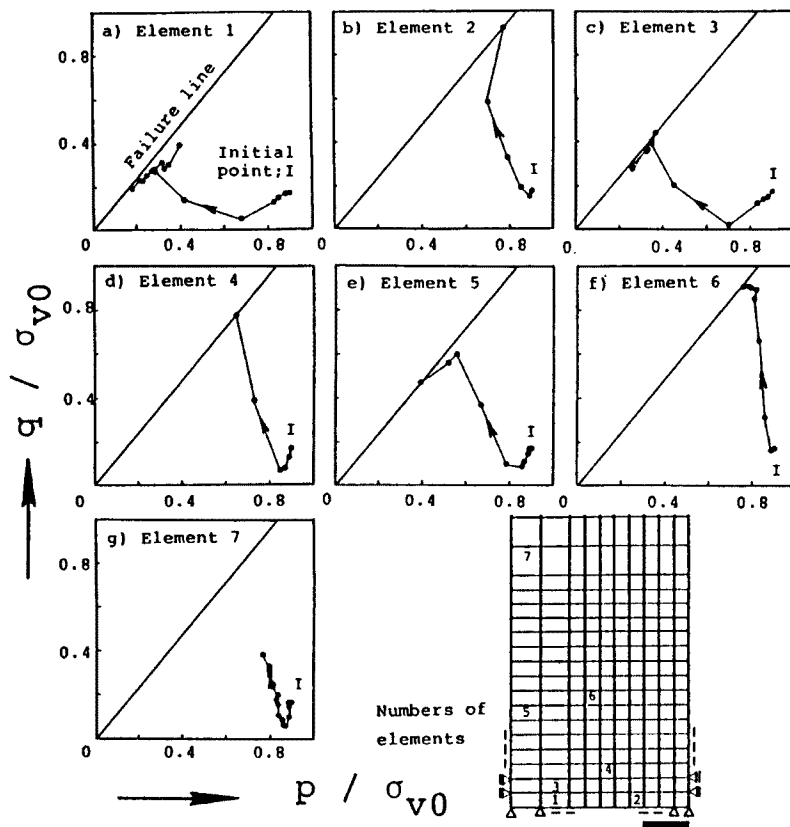 a) Element 1
0.8
0.4
0
0.4
0.8
Failure line
Initial
point;I
b) Element 2
I
0
0.4
0.8
c) Element 3
I
0
0.4
0.8
d) Element 4
0.8
0.4
0
0.4
0.8
I
e) Element 5
I
0
0.4
0.8
f) Element 6
I
0
0.4
0.8
g) Element 7
0.8
0.4
0
0.4
0.8
I
q / σv0
p / σv0
Numbers of
elements
7
6
5
4
3
1
2